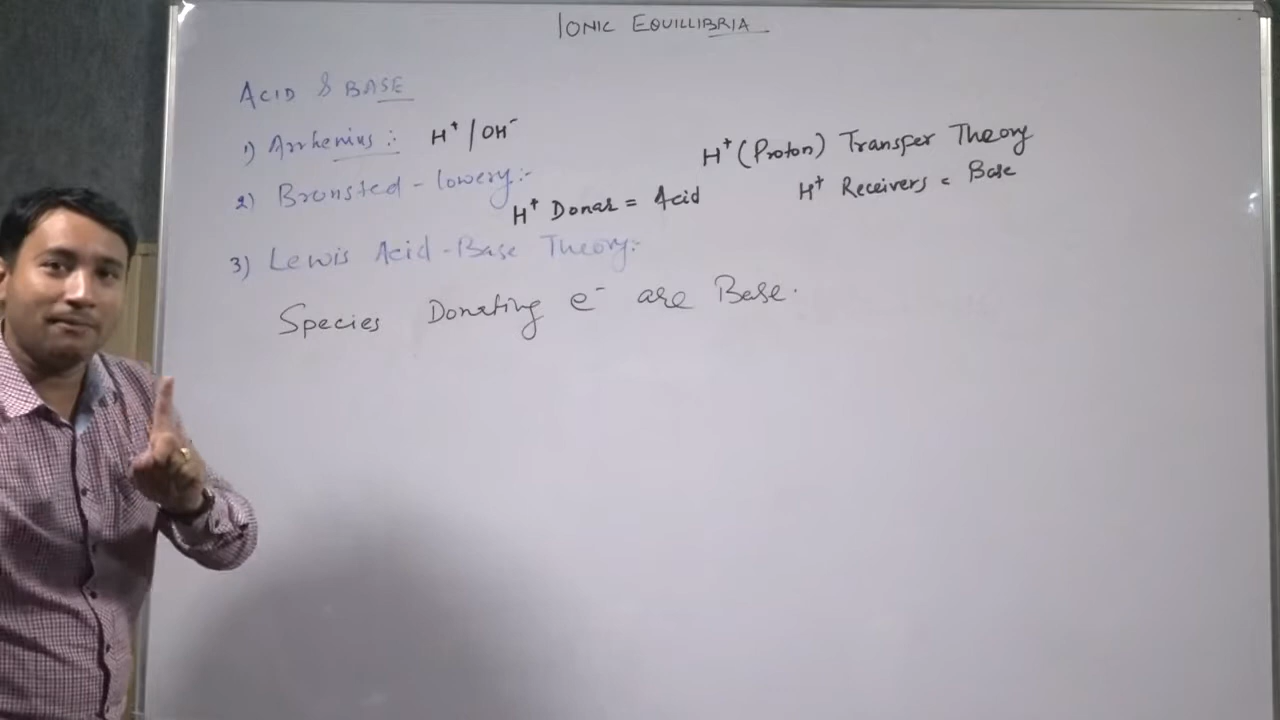 IONIC EQUILLIBRIA
ACID & BASE
1) Arrhenius :- H⁺ / OH⁻
2) Bronsted - lowery :- H⁺ (Proton) Transfer Theory
H⁺ Donar = Acid H⁺ Receivers = Base
3) Lewis Acid - Base Theory :-
Species Donating e⁻ are Base.